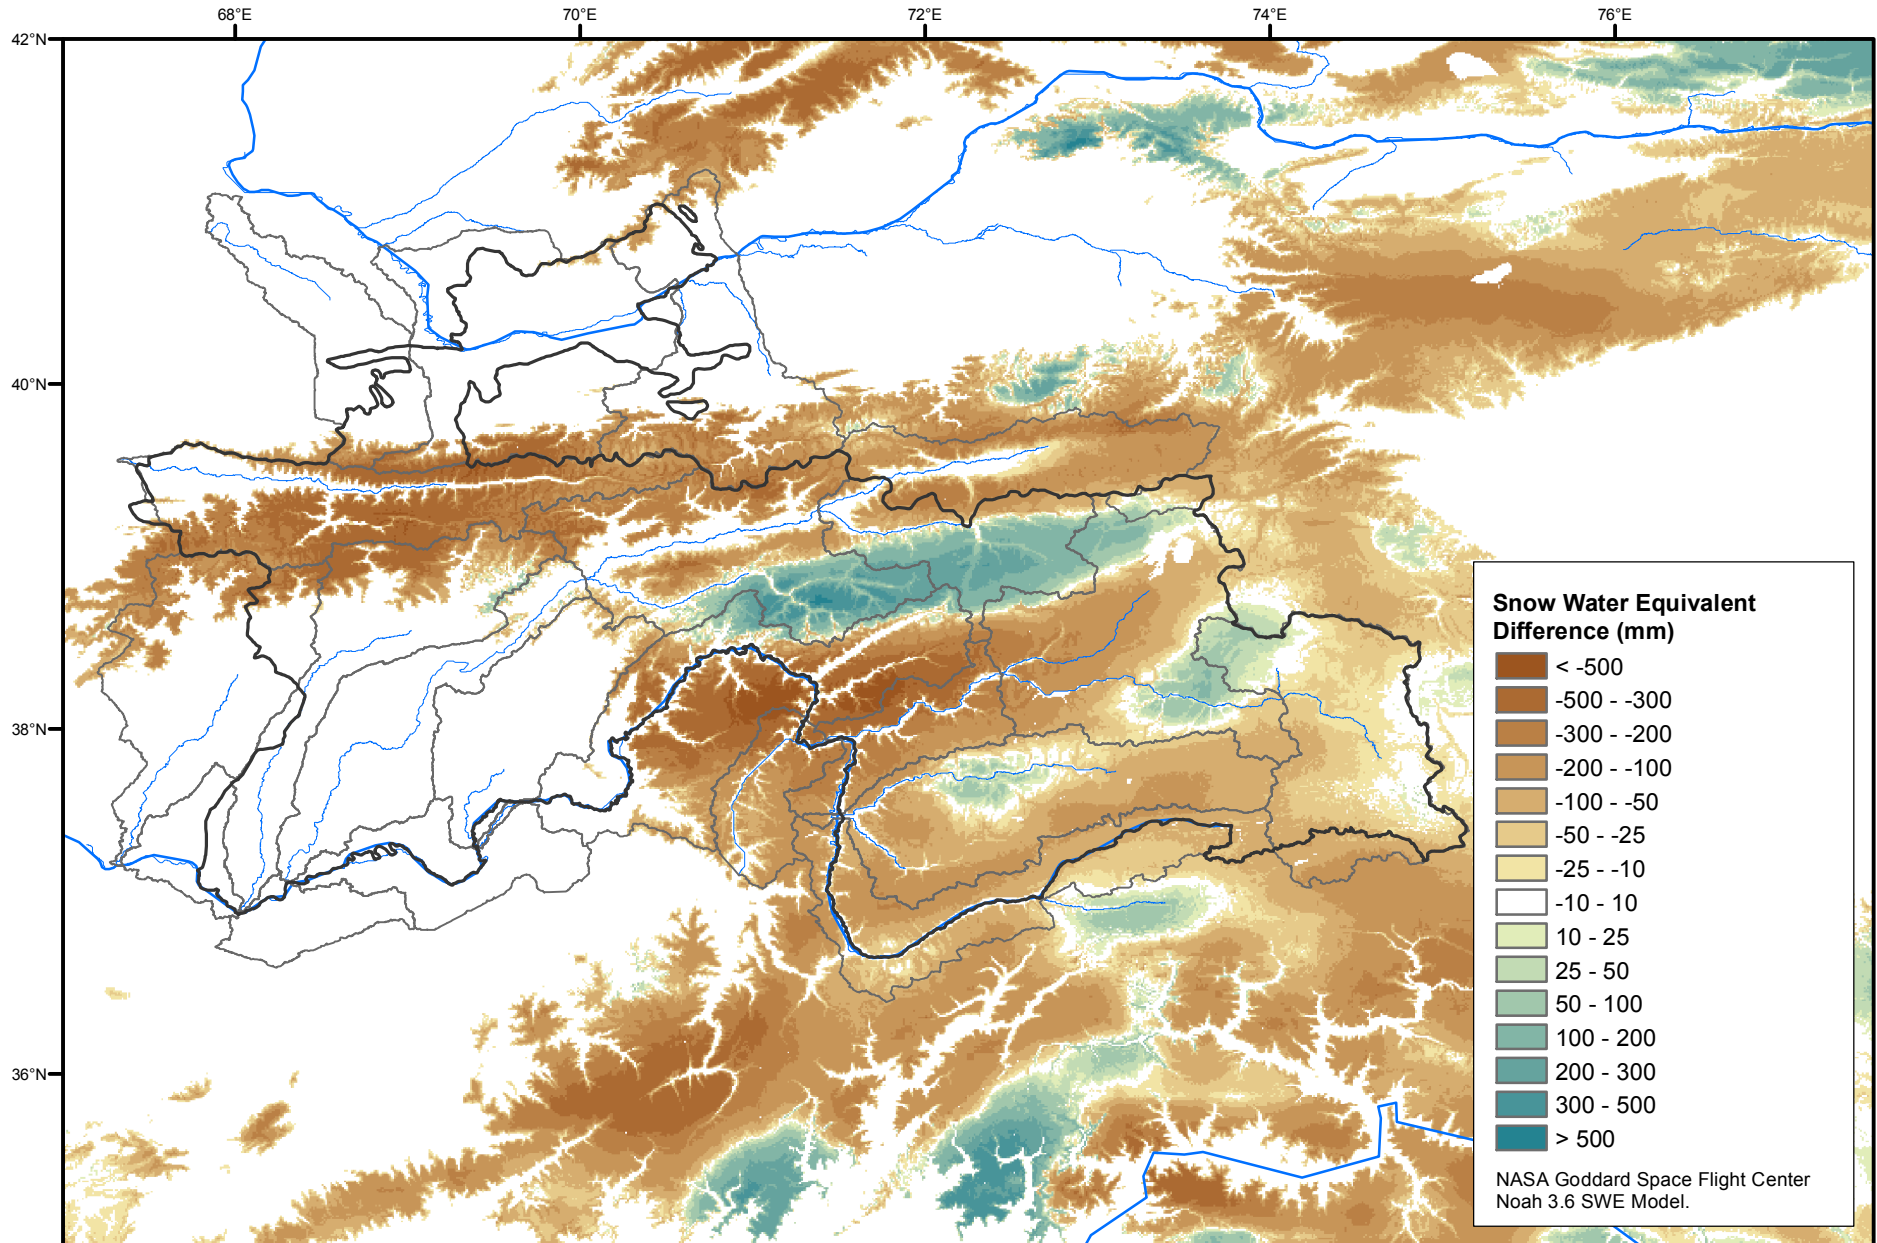 68°E
70°E
72°E
74°E
76°E
42°N
40°N
38°N
36°N
Snow Water Equivalent
Difference (mm)
< -500
-500 - -300
-300 - -200
-200 - -100
-100 - -50
-50 - -25
-25 - -10
-10 - 10
10 - 25
25 - 50
50 - 100
100 - 200
200 - 300
300 - 500
> 500
NASA Goddard Space Flight Center
Noah 3.6 SWE Model.